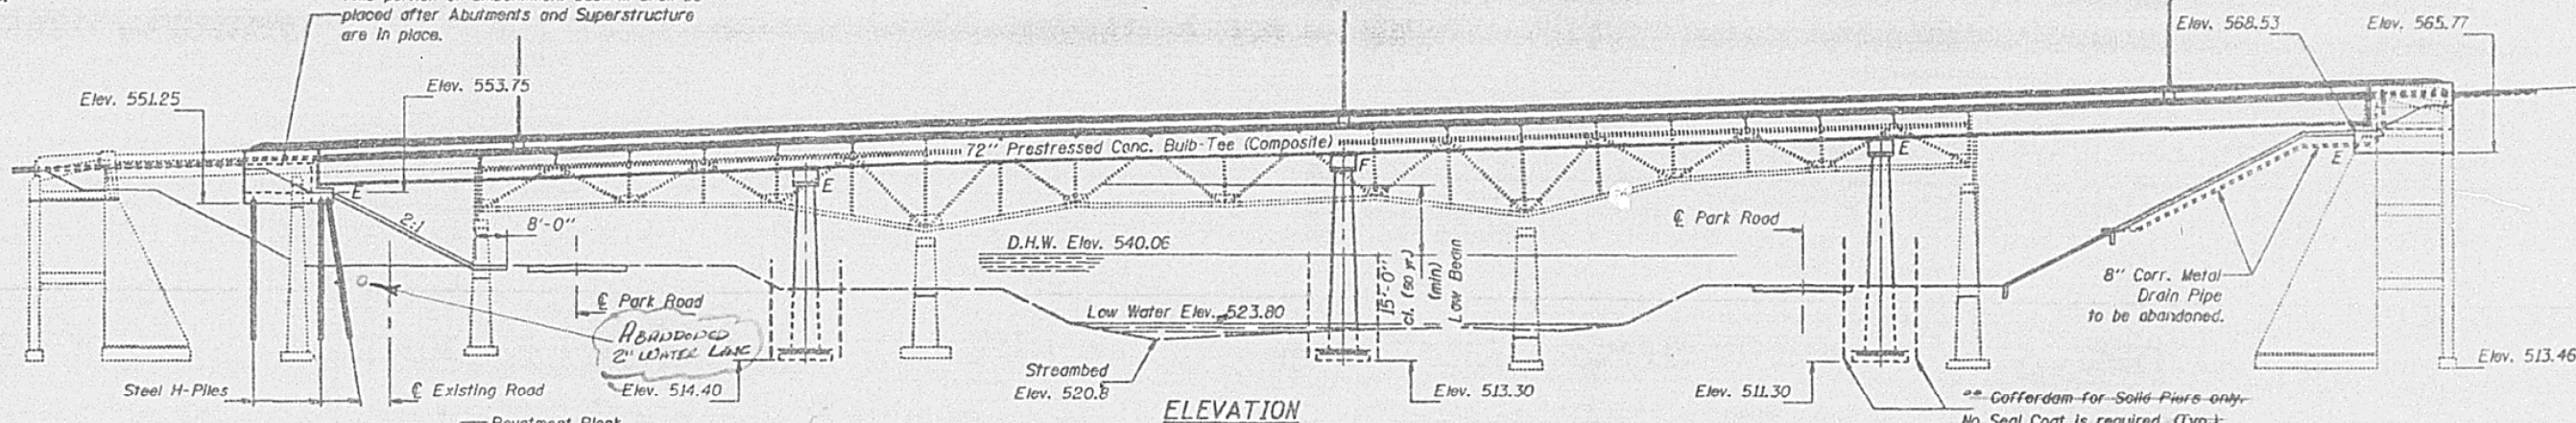 placed after Abutments and Superstructure
are in place.
Elev. 568.53
Elev. 565.77
Elev. 551.25
Elev. 553.75
72" Prestressed Conc. Bulb-Tee (Composite)
E
E
F
E
E
2:1
8'-0"
D.H.W. Elev. 540.06
℄ Park Road
15'-0"
cl. (50 yr.)
(min)
Low Beam
8" Corr. Metal
Drain Pipe
to be abandoned.
℄ Park Road
Low Water Elev. 523.80
ABANDONED
2" WATER LINE
Streambed
Elev. 520.8
Steel H-Piles
℄ Existing Road
Elev. 514.40
Elev. 513.30
Elev. 511.30
Elev. 513.46
** Cofferdam for Solid Piers only.
No Seal Coat is required (Typ.)
ELEVATION